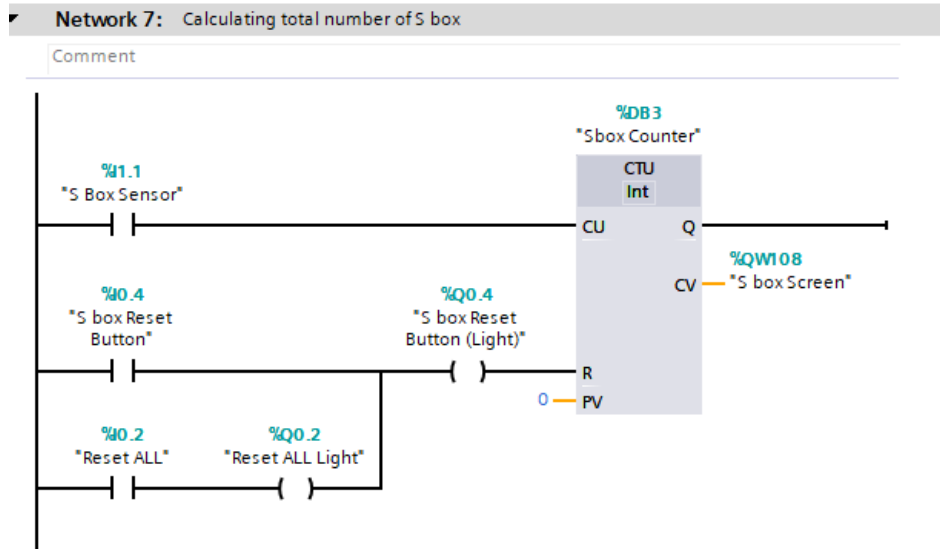 Network 7: Calculating total number of S box
Comment
%DB3
"Sbox Counter"
CTU
Int
%I1.1
"S Box Sensor"
CU
Q
%QW108
CV
"S box Screen"
%I0.4
"S box Reset
Button"
%Q0.4
"S box Reset
Button (Light)"
R
0
PV
%I0.2
"Reset ALL"
%Q0.2
"Reset ALL Light"